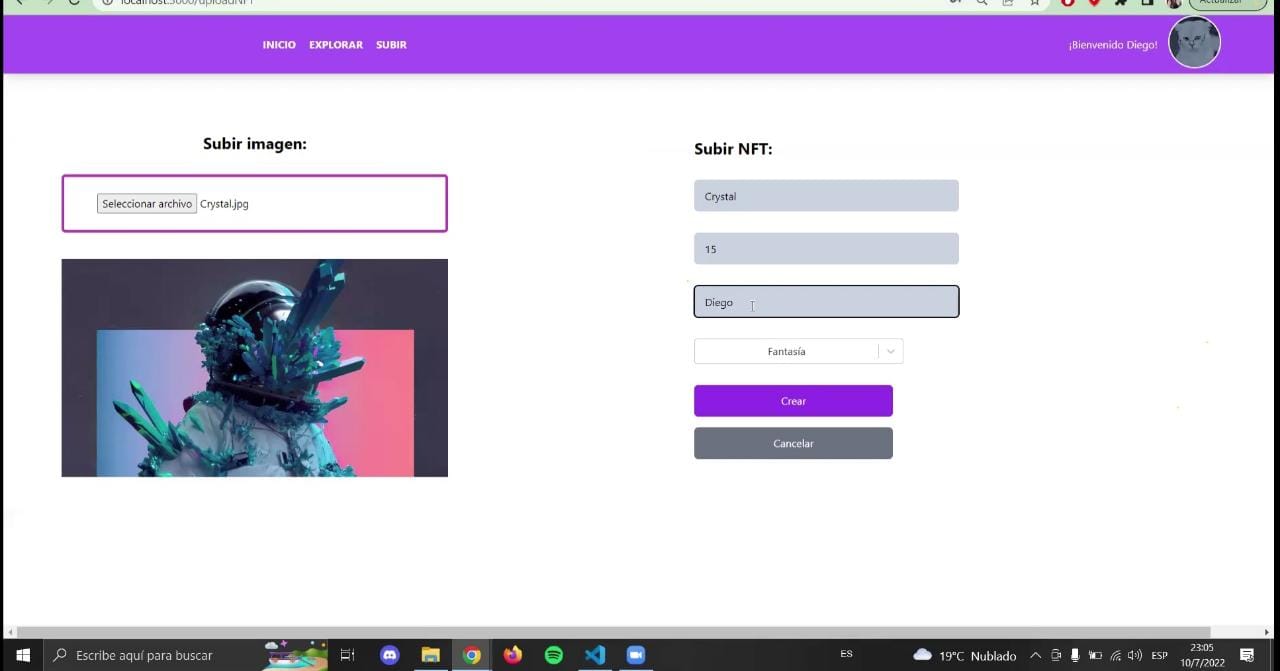 localhost:3000/uploadNFT
Actualizar
INICIO EXPLORAR SUBIR
¡Bienvenido Diego!
Subir imagen:
Seleccionar archivo Crystal.jpg
Subir NFT:
Crystal
15
Diego
Fantasía
Crear
Cancelar
Escribe aquí para buscar
ES
19°C Nublado
ESP
23:05
10/7/2022